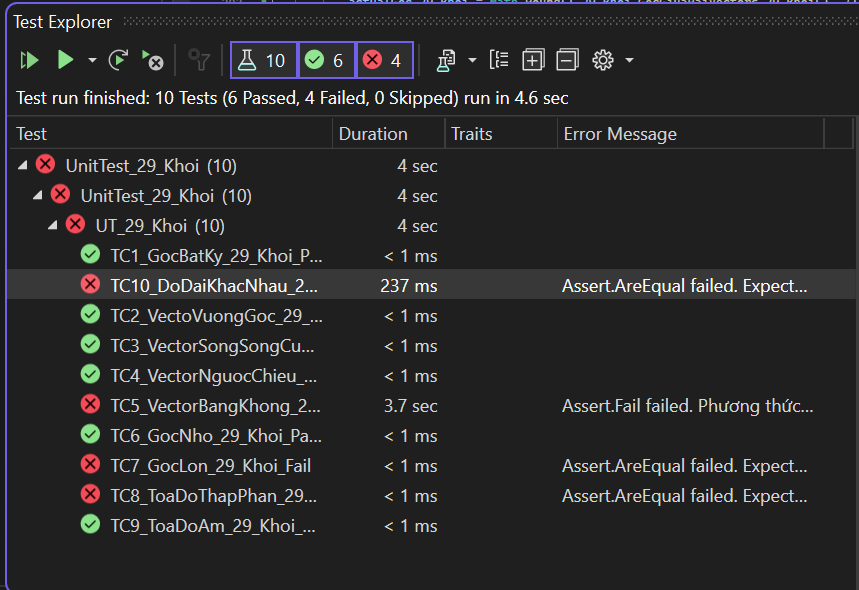 Test Explorer
10 6 4
Test run finished: 10 Tests (6 Passed, 4 Failed, 0 Skipped) run in 4.6 sec
Test Duration Traits Error Message
UnitTest_29_Khoi (10) 4 sec
UnitTest_29_Khoi (10) 4 sec
UT_29_Khoi (10) 4 sec
TC1_GocBatKy_29_Khoi_P... < 1 ms
TC10_DoDaiKhacNhau_2... 237 ms Assert.AreEqual failed. Expect...
TC2_VectoVuongGoc_29_... < 1 ms
TC3_VectorSongSongCu... < 1 ms
TC4_VectorNguocChieu_... < 1 ms
TC5_VectorBangKhong_2... 3.7 sec Assert.Fail failed. Phương thức...
TC6_GocNho_29_Khoi_Pa... < 1 ms
TC7_GocLon_29_Khoi_Fail < 1 ms Assert.AreEqual failed. Expect...
TC8_ToaDoThapPhan_29... < 1 ms Assert.AreEqual failed. Expect...
TC9_ToaDoAm_29_Khoi_... < 1 ms